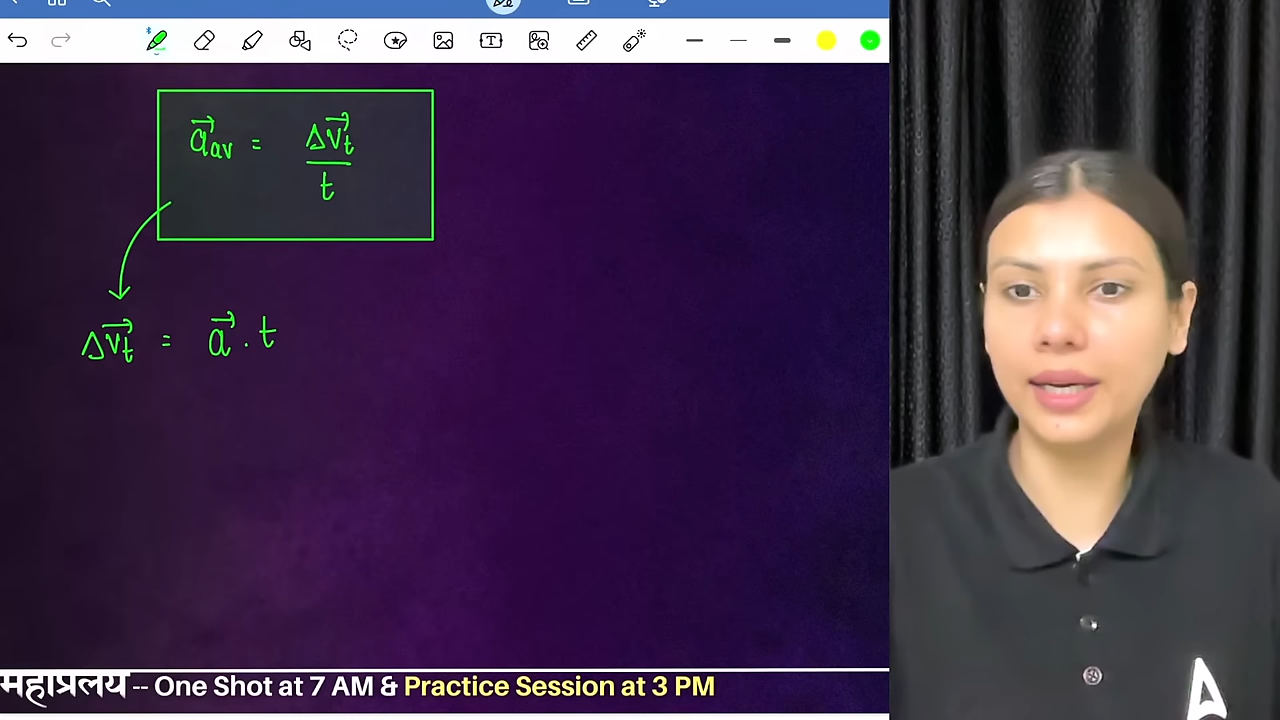 a⃗av = Δv⃗t / t
Δv⃗t = a⃗ . t
महाप्रलय -- One Shot at 7 AM & Practice Session at 3 PM